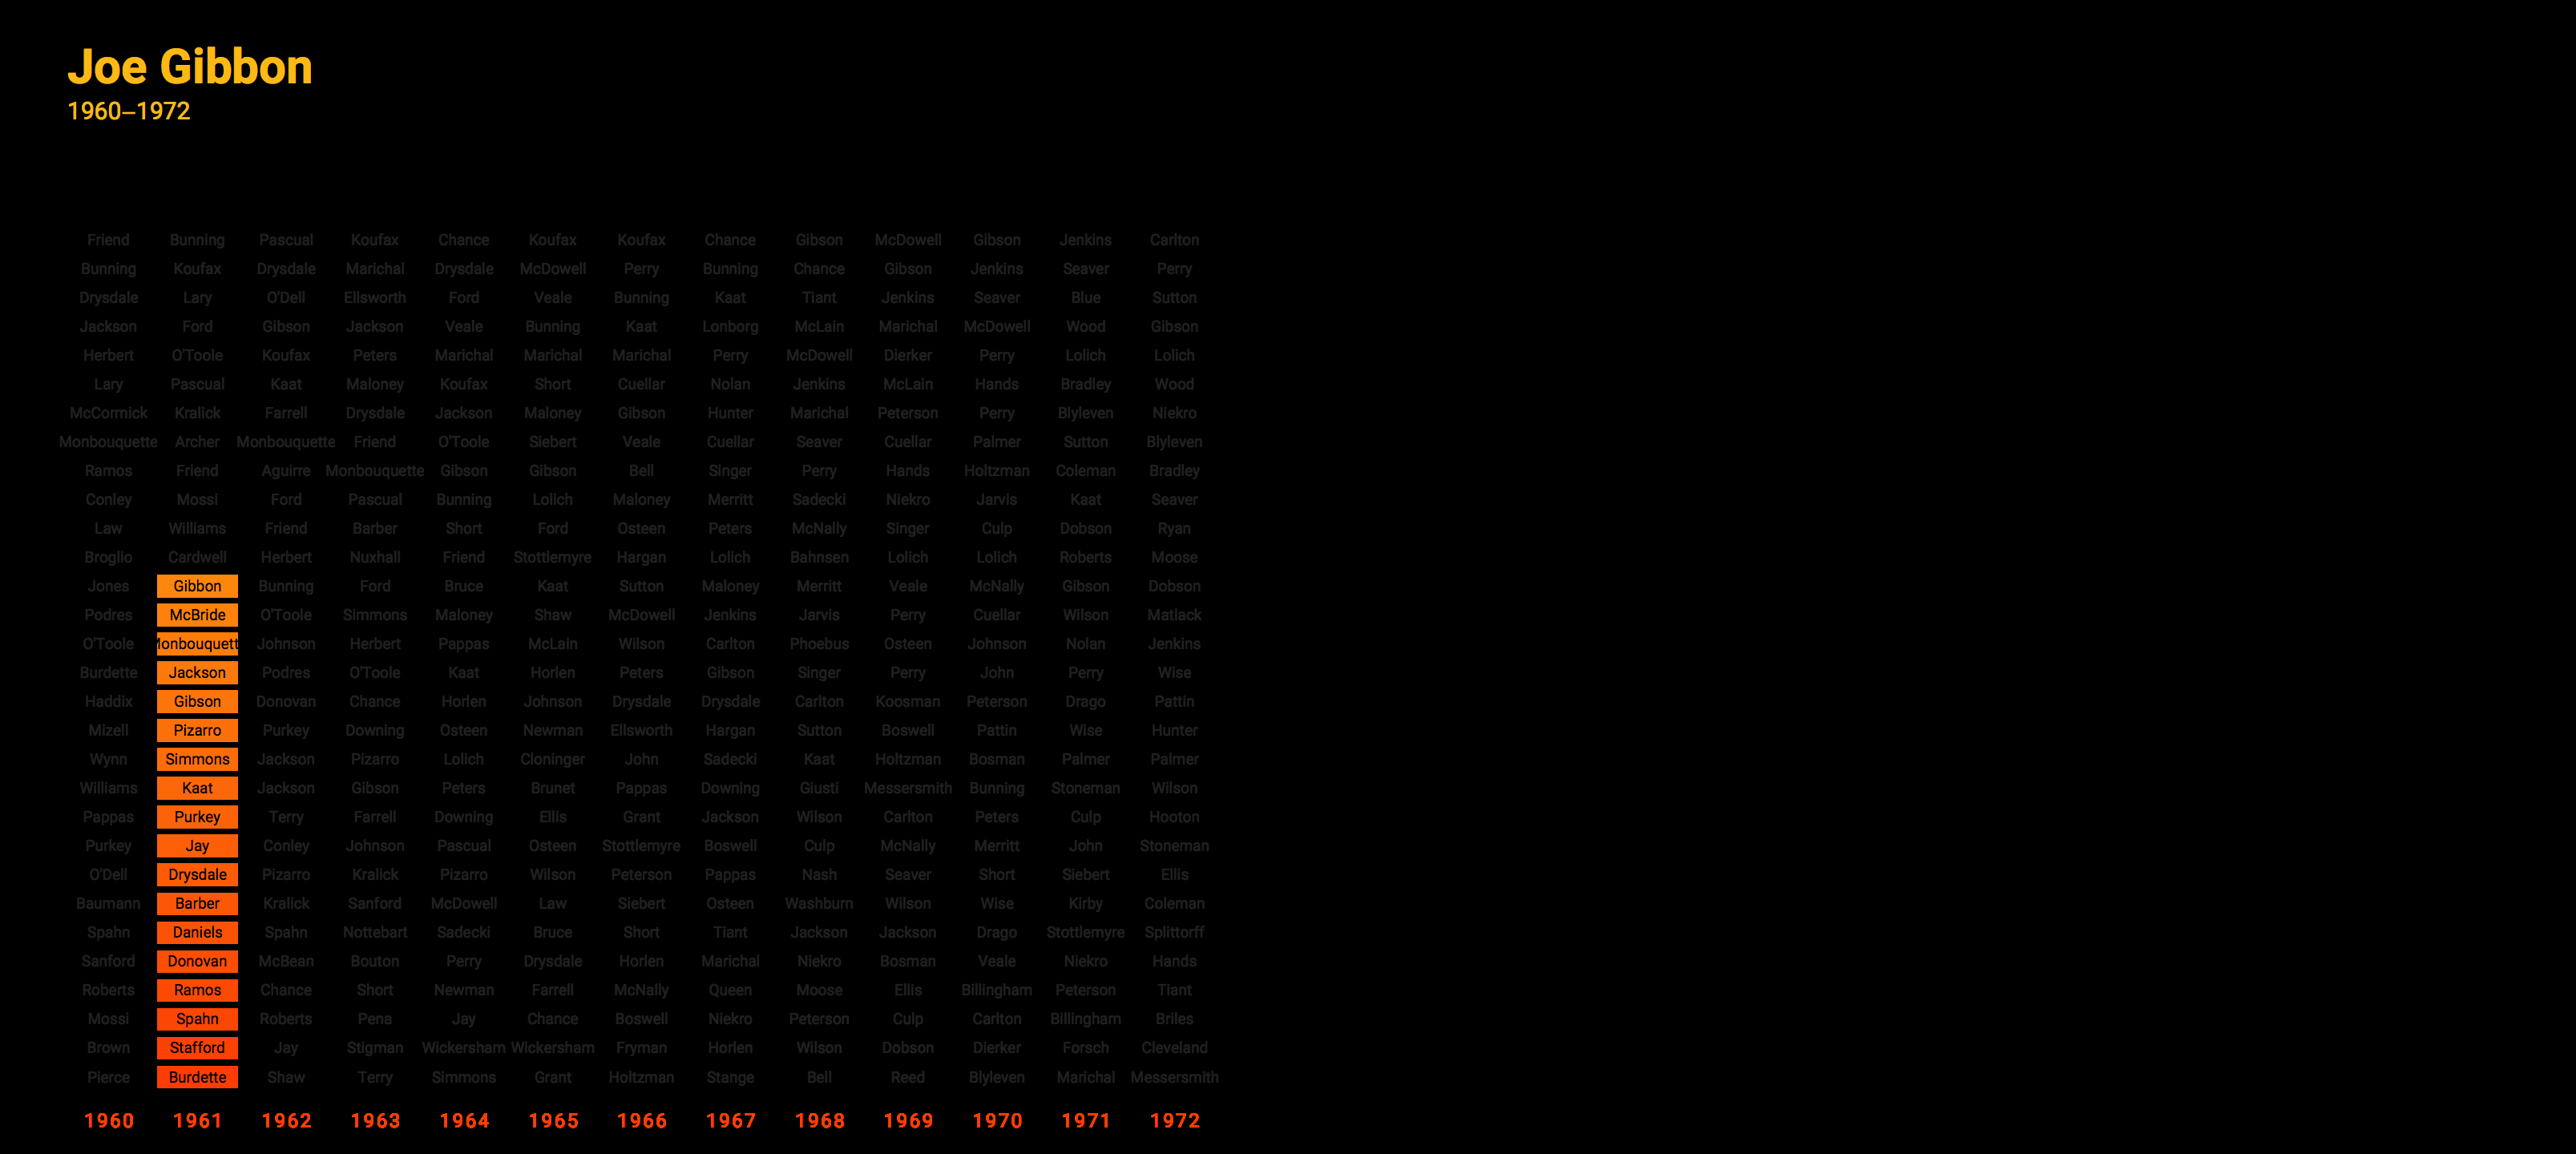 Joe Gibbon
1960–1972
Friend Bunning Pascual Koufax Chance Koufax Koufax Chance Gibson McDowell Gibson Jenkins Carlton
Bunning Koufax Drysdale Marichal Drysdale McDowell Perry Bunning Chance Gibson Jenkins Seaver Perry
Drysdale Lary O'Dell Ellsworth Ford Veale Bunning Kaat Tiant Jenkins Seaver Blue Sutton
Jackson Ford Gibson Jackson Veale Bunning Kaat Lonborg McLain Marichal McDowell Wood Gibson
Herbert O'Toole Koufax Peters Marichal Marichal Marichal Perry McDowell Dierker Perry Lolich Lolich
Lary Pascual Kaat Maloney Koufax Short Cuellar Nolan Jenkins McLain Hands Bradley Wood
McCormick Kralick Farrell Drysdale Jackson Maloney Gibson Hunter Marichal Peterson Perry Blyleven Niekro
Monbouquette Archer Monbouquette Friend O'Toole Siebert Veale Cuellar Seaver Cuellar Palmer Sutton Blyleven
Ramos Friend Aguirre Monbouquette Gibson Gibson Bell Singer Perry Hands Holtzman Coleman Bradley
Conley Mossi Ford Pascual Bunning Lolich Maloney Merritt Sadecki Niekro Jarvis Kaat Seaver
Law Williams Friend Barber Short Ford Osteen Peters McNally Singer Culp Dobson Ryan
Broglio Cardwell Herbert Nuxhall Friend Stottlemyre Hargan Lolich Bahnsen Lolich Lolich Roberts Moose
Jones Gibbon Bunning Ford Bruce Kaat Sutton Maloney Merritt Veale McNally Gibson Dobson
Podres McBride O'Toole Simmons Maloney Shaw McDowell Jenkins Jarvis Perry Cuellar Wilson Matlack
O'Toole Monbouquett Johnson Herbert Pappas McLain Wilson Carlton Phoebus Osteen Johnson Nolan Jenkins
Burdette Jackson Podres O'Toole Kaat Horlen Peters Gibson Singer Perry John Perry Wise
Haddix Gibson Donovan Chance Horlen Johnson Drysdale Drysdale Carlton Koosman Peterson Drago Pattin
Mizell Pizarro Purkey Downing Osteen Newman Ellsworth Hargan Sutton Boswell Pattin Wise Hunter
Wynn Simmons Jackson Pizarro Lolich Cloninger John Sadecki Kaat Holtzman Bosman Palmer Palmer
Williams Kaat Jackson Gibson Peters Brunet Pappas Downing Giusti Messersmith Bunning Stoneman Wilson
Pappas Purkey Terry Farrell Downing Ellis Grant Jackson Wilson Carlton Peters Culp Hooton
Purkey Jay Conley Johnson Pascual Osteen Stottlemyre Boswell Culp McNally Merritt John Stoneman
O'Dell Drysdale Pizarro Kralick Pizarro Wilson Peterson Pappas Nash Seaver Short Siebert Ellis
Baumann Barber Kralick Sanford McDowell Law Siebert Osteen Washburn Wilson Wise Kirby Coleman
Spahn Daniels Spahn Nottebart Sadecki Bruce Short Tiant Jackson Jackson Drago Stottlemyre Splittorff
Sanford Donovan McBean Bouton Perry Drysdale Horlen Marichal Niekro Bosman Veale Niekro Hands
Roberts Ramos Chance Short Newman Farrell McNally Queen Moose Ellis Billingham Peterson Tiant
Mossi Spahn Roberts Pena Jay Chance Boswell Niekro Peterson Culp Carlton Billingham Briles
Brown Stafford Jay Stigman Wickersham Wickersham Fryman Horlen Wilson Dobson Dierker Forsch Cleveland
Pierce Burdette Shaw Terry Simmons Grant Holtzman Stange Bell Reed Blyleven Marichal Messersmith
1960 1961 1962 1963 1964 1965 1966 1967 1968 1969 1970 1971 1972